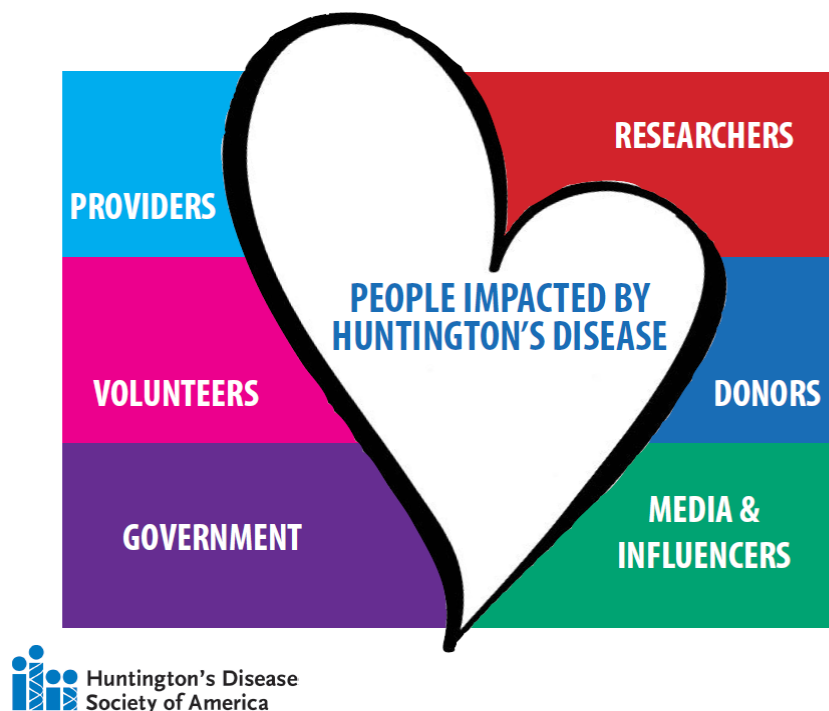 RESEARCHERS
PROVIDERS
PEOPLE IMPACTED BY
HUNTINGTON'S DISEASE
VOLUNTEERS
DONORS
GOVERNMENT
MEDIA &
INFLUENCERS
Huntington's Disease
Society of America